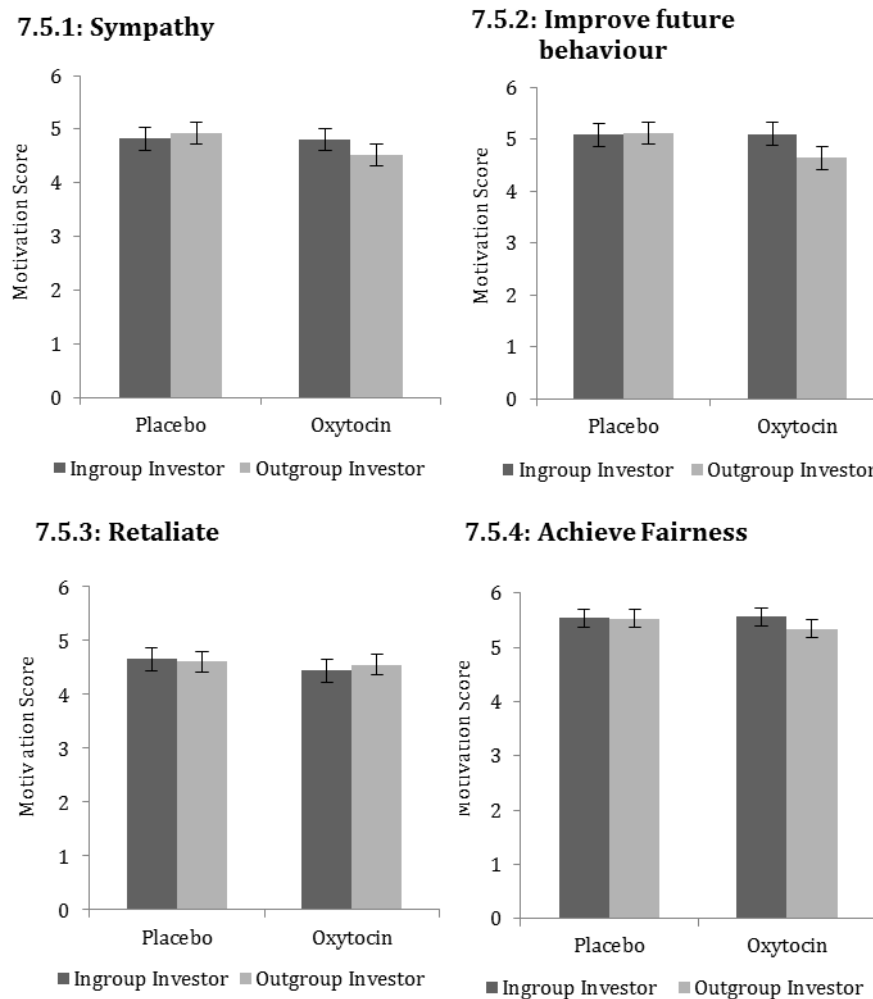 7.5.1: Sympathy
Motivation Score
6
5
4
3
2
1
0
Placebo
Oxytocin
Ingroup Investor
Outgroup Investor
7.5.2: Improve future
behaviour
Motivation Score
6
5
4
3
2
1
0
Placebo
Oxytocin
Ingroup Investor
Outgroup Investor
7.5.3: Retaliate
Motiv ation Score
6
5
4
3
2
1
0
Placebo
Oxytocin
Ingroup Investor
Outgroup Investor
7.5.4: Achieve Fairness
Motivation Score
6
5
4
3
2
1
0
Placebo
Oxytocin
Ingroup Investor
Outgroup Investor